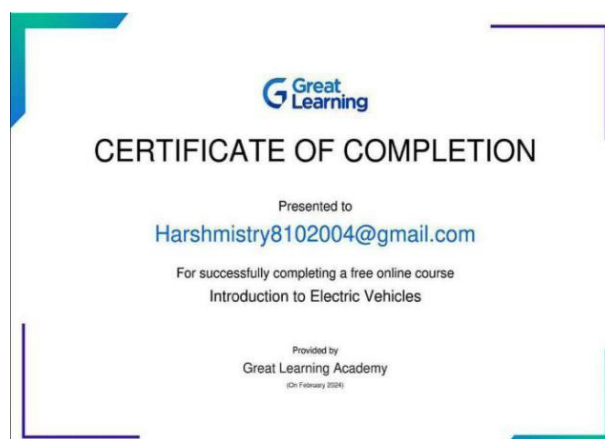 Great
Learning
CERTIFICATE OF COMPLETION
Presented to
Harshmistry8102004@gmail.com
For successfully completing a free online course
Introduction to Electric Vehicles
Provided by
Great Learning Academy
(On February 2024)